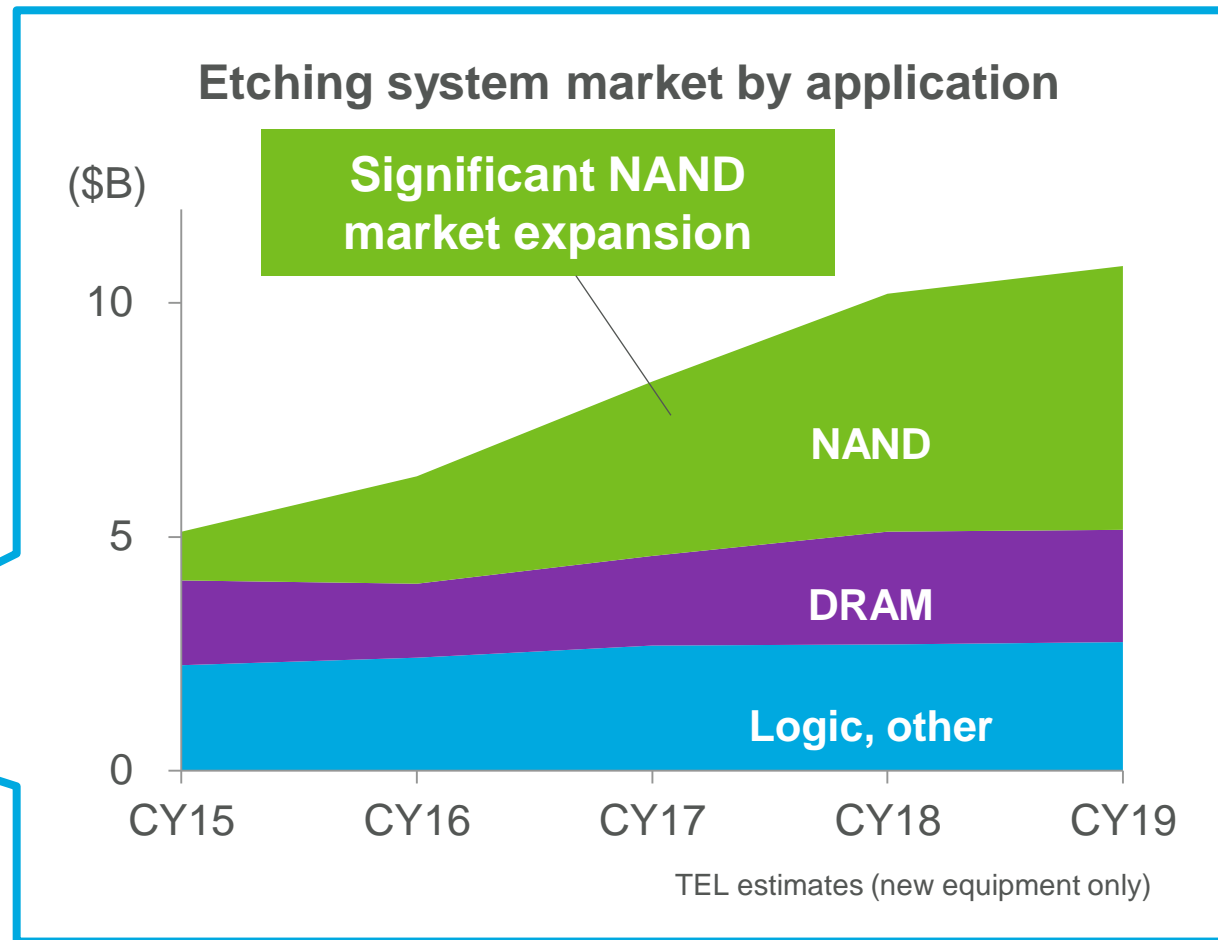 Etching system market by application
Significant NAND
market expansion
($B)
10
5
0
NAND
DRAM
Logic, other
CY15
CY16
CY17
CY18
CY19
TEL estimates (new equipment only)